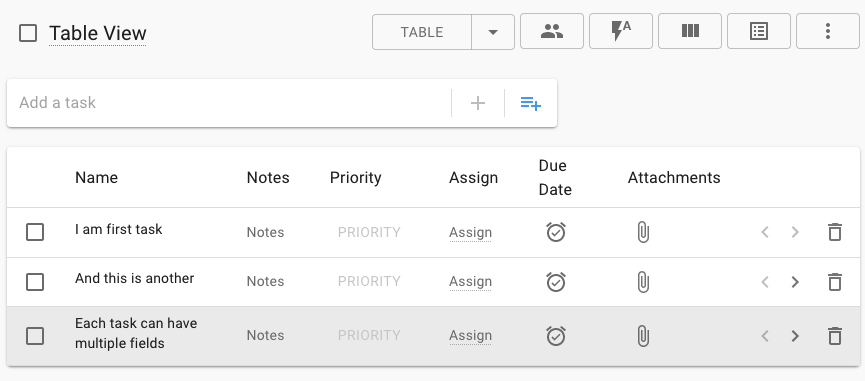 Table View
TABLE
A
Add a task
Name Notes Priority Assign Due Date Attachments
I am first task Notes PRIORITY Assign
And this is another Notes PRIORITY Assign
Each task can have
multiple fields Notes PRIORITY Assign